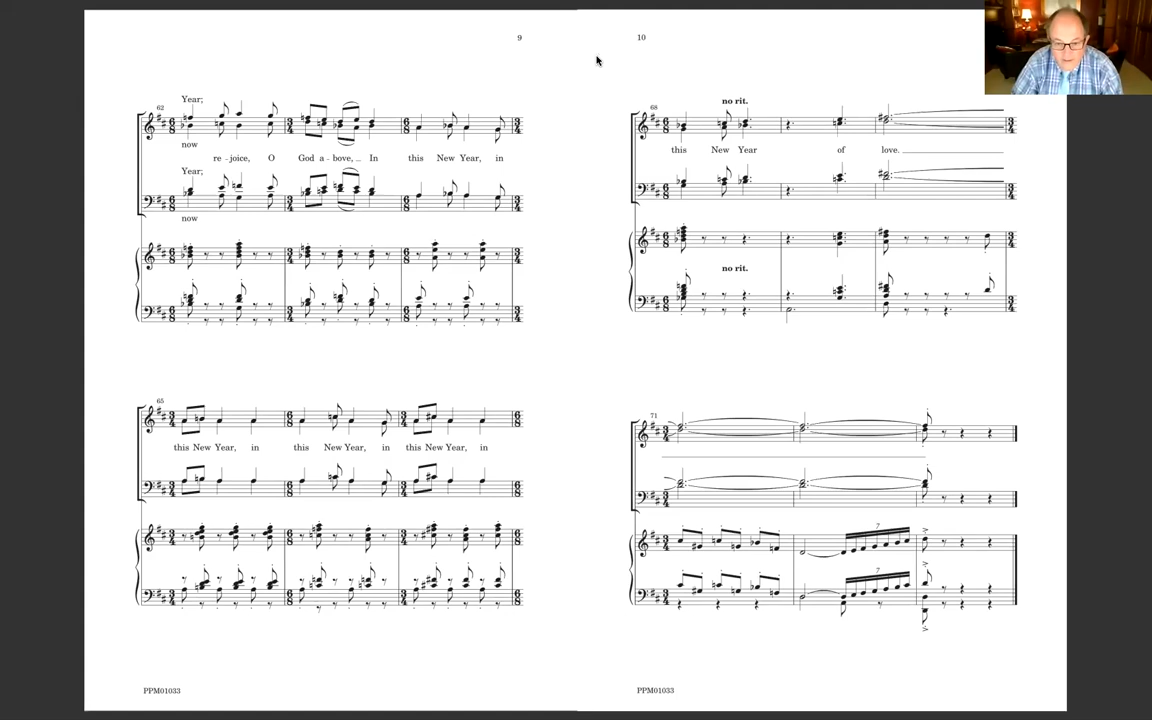 9
62
Year;
now
re - joice, O God a - bove, In this New Year, in
Year;
now
65
this New Year, in this New Year, in this New Year, in
PPM01033
10
68
no rit.
this New Year of love.
no rit.
71
7
7
PPM01033